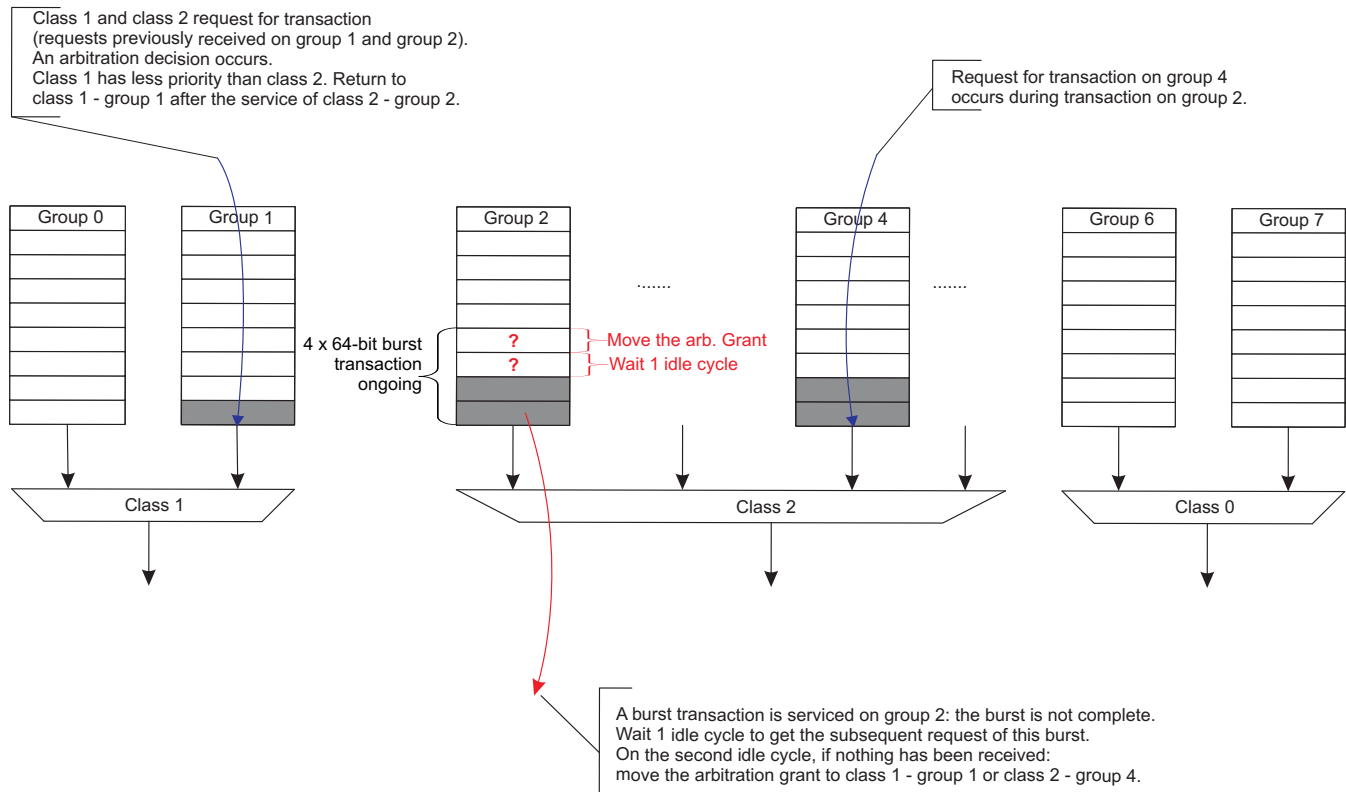 Class 1 and class 2 request for transaction
(requests previously received on group 1 and group 2).
An arbitration decision occurs.
Class 1 has less priority than class 2. Return to
class 1 - group 1 after the service of class 2 - group 2.
Request for transaction on group 4
occurs during transaction on group 2.
Group 0
Group 1
Group 2
Group 4
Group 6
Group 7
.......
.......
4 x 64-bit burst
transaction
ongoing
?
Move the arb. Grant
?
Wait 1 idle cycle
Class 1
Class 2
Class 0
A burst transaction is serviced on group 2: the burst is not complete.
Wait 1 idle cycle to get the subsequent request of this burst.
On the second idle cycle, if nothing has been received:
move the arbitration grant to class 1 - group 1 or class 2 - group 4.